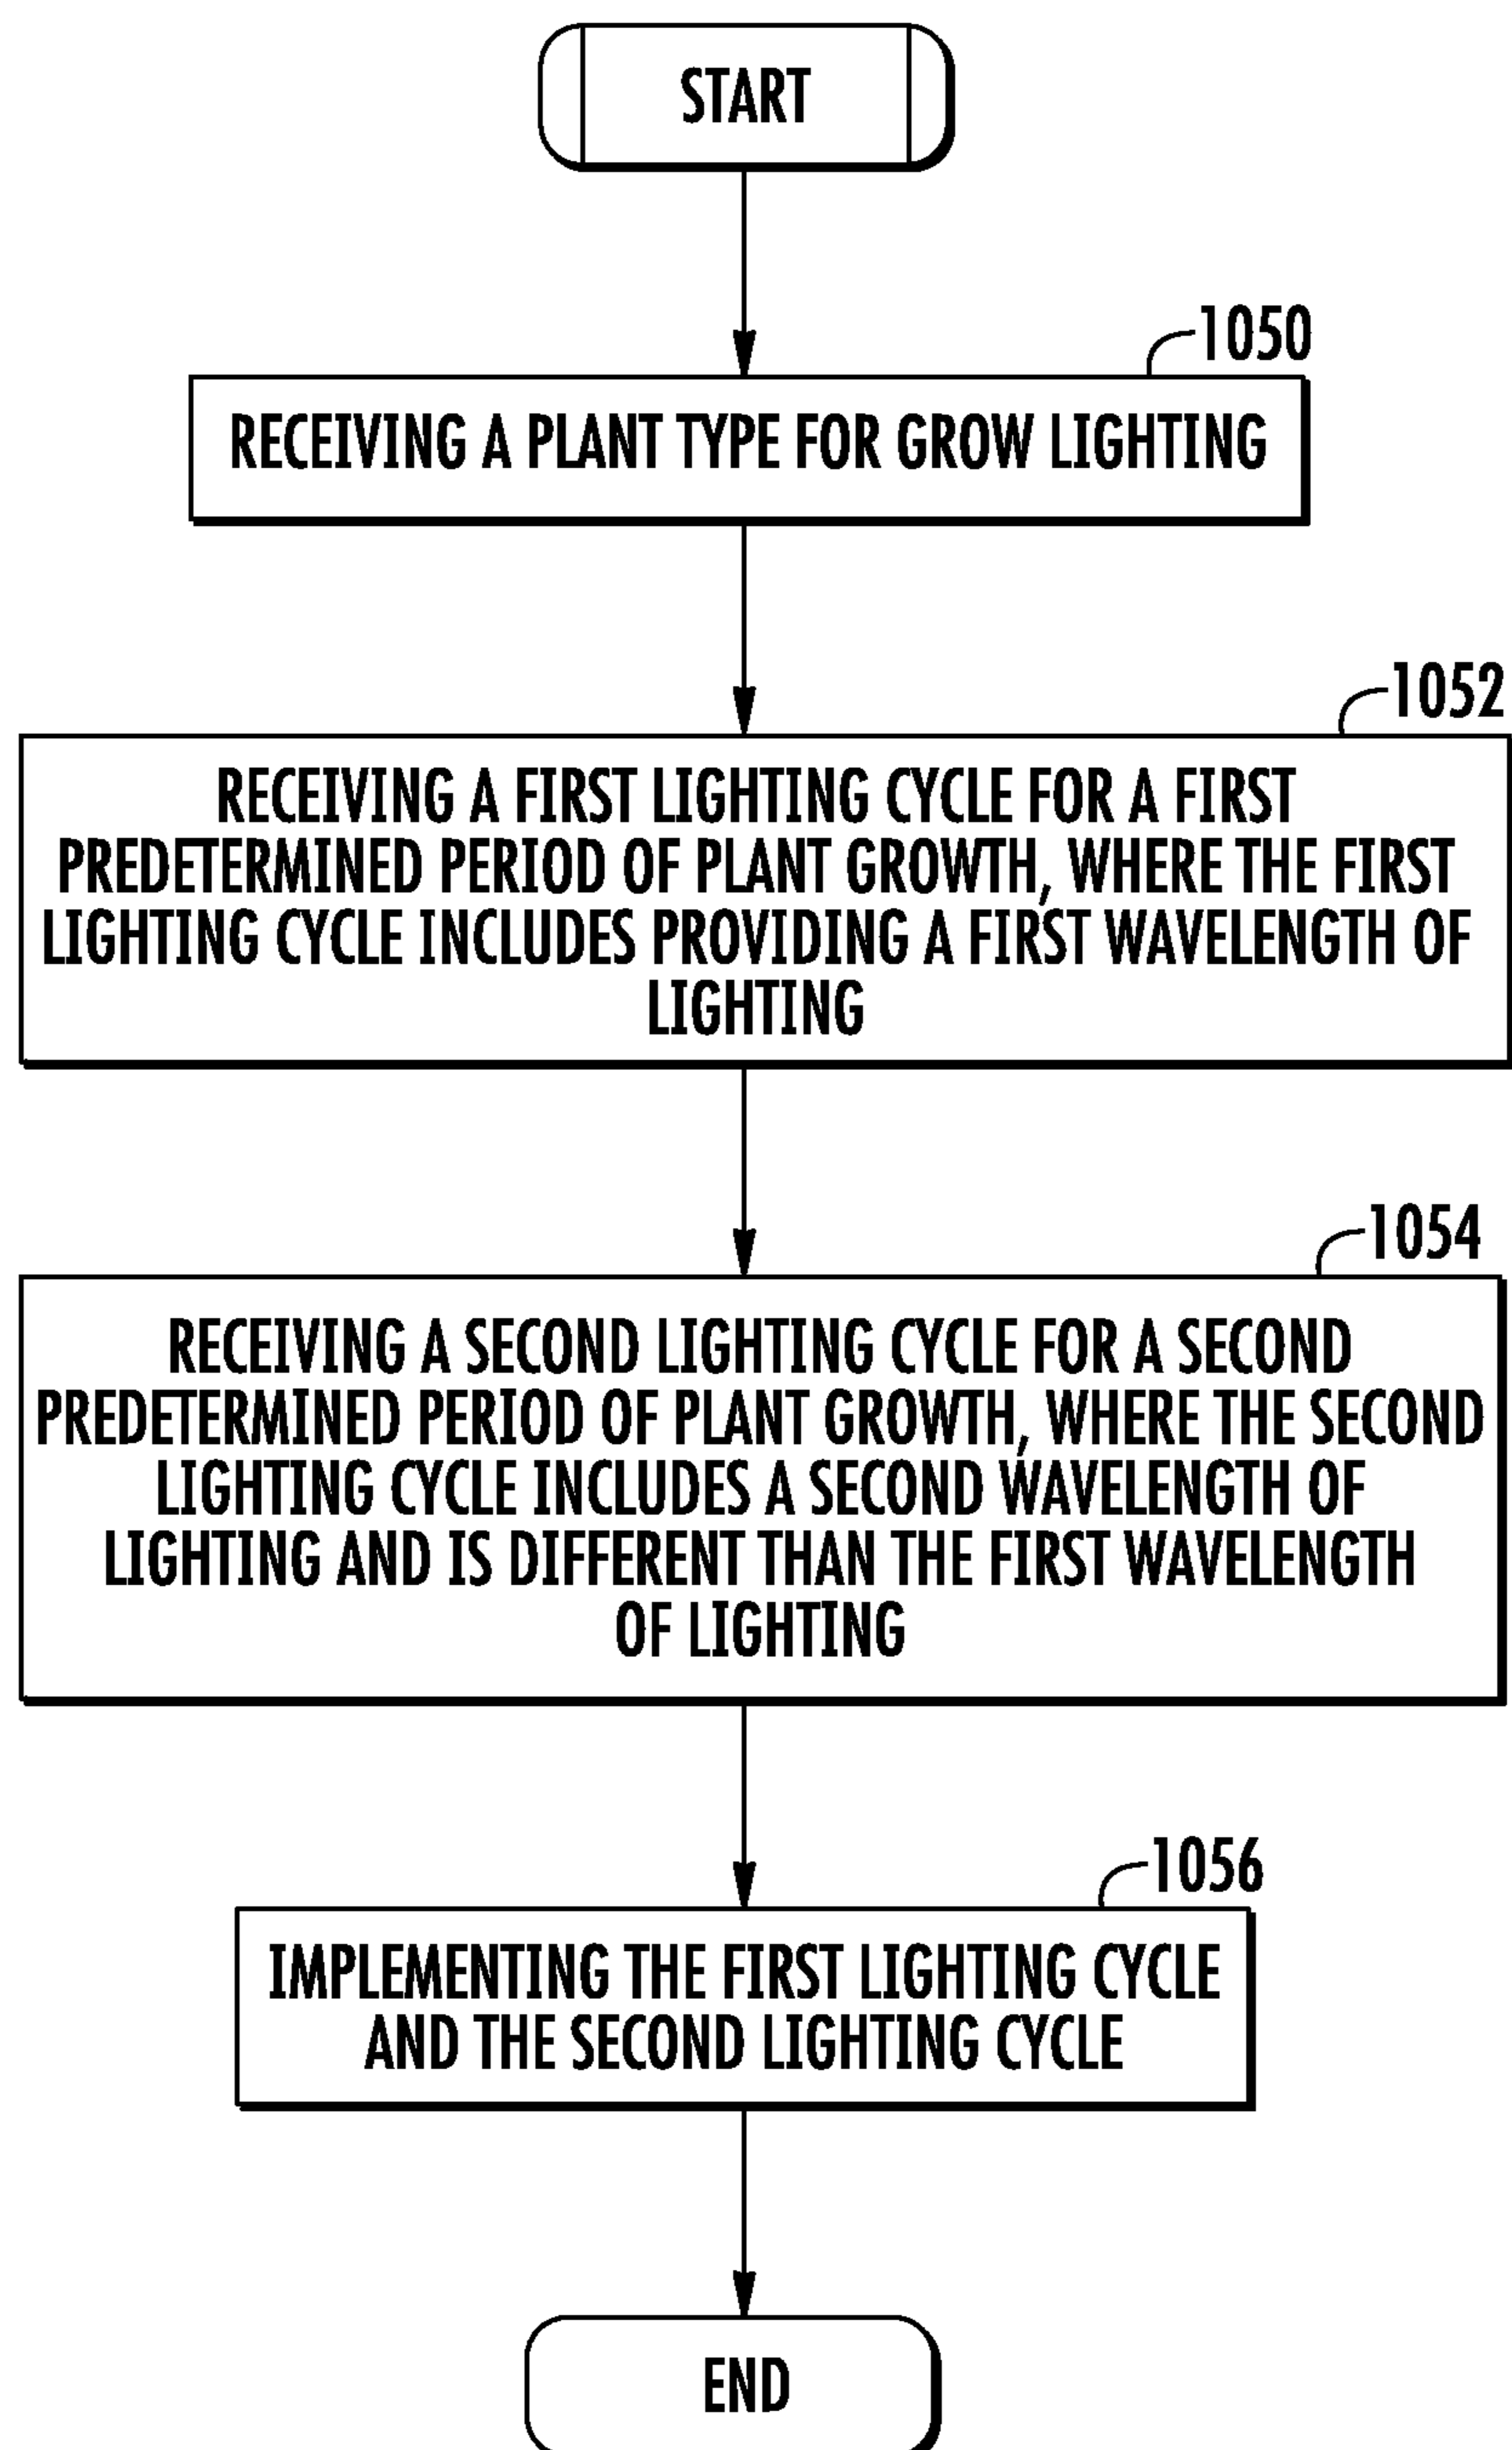 START
1050
RECEIVING A PLANT TYPE FOR GROW LIGHTING
1052
RECEIVING A FIRST LIGHTING CYCLE FOR A FIRST
PREDETERMINED PERIOD OF PLANT GROWTH, WHERE THE FIRST
LIGHTING CYCLE INCLUDES PROVIDING A FIRST WAVELENGTH OF
LIGHTING
1054
RECEIVING A SECOND LIGHTING CYCLE FOR A SECOND
PREDETERMINED PERIOD OF PLANT GROWTH, WHERE THE SECOND
LIGHTING CYCLE INCLUDES A SECOND WAVELENGTH OF
LIGHTING AND IS DIFFERENT THAN THE FIRST WAVELENGTH
OF LIGHTING
1056
IMPLEMENTING THE FIRST LIGHTING CYCLE
AND THE SECOND LIGHTING CYCLE
END